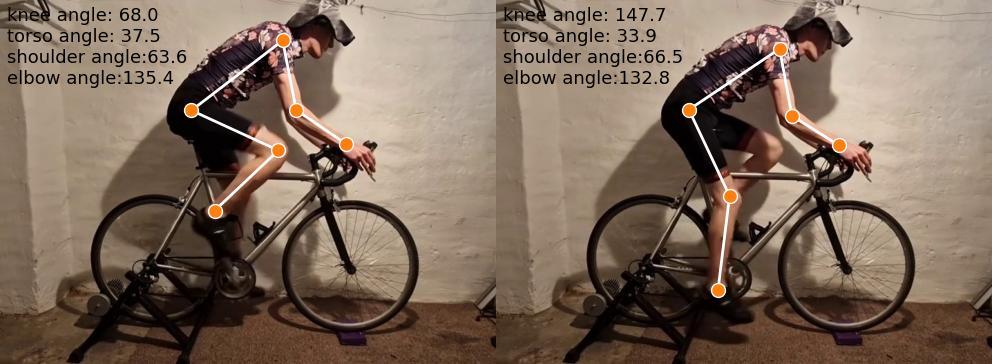 knee angle: 68.0
torso angle: 37.5
shoulder angle:63.6
elbow angle:135.4
knee angle: 147.7
torso angle: 33.9
shoulder angle:66.5
elbow angle:132.8